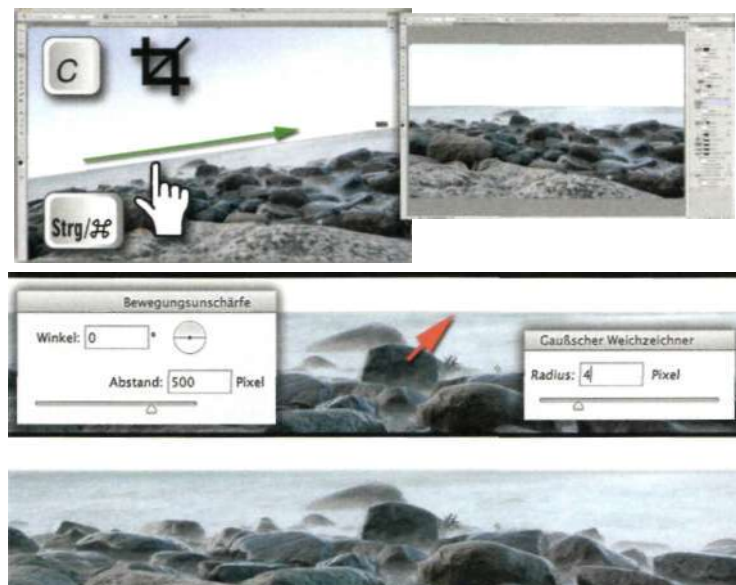 C
Strg/⌘
Bewegungsunschärfe
Winkel: 0 °
Abstand: 500 Pixel
Gaußscher Weichzeichner
Radius: 4 Pixel